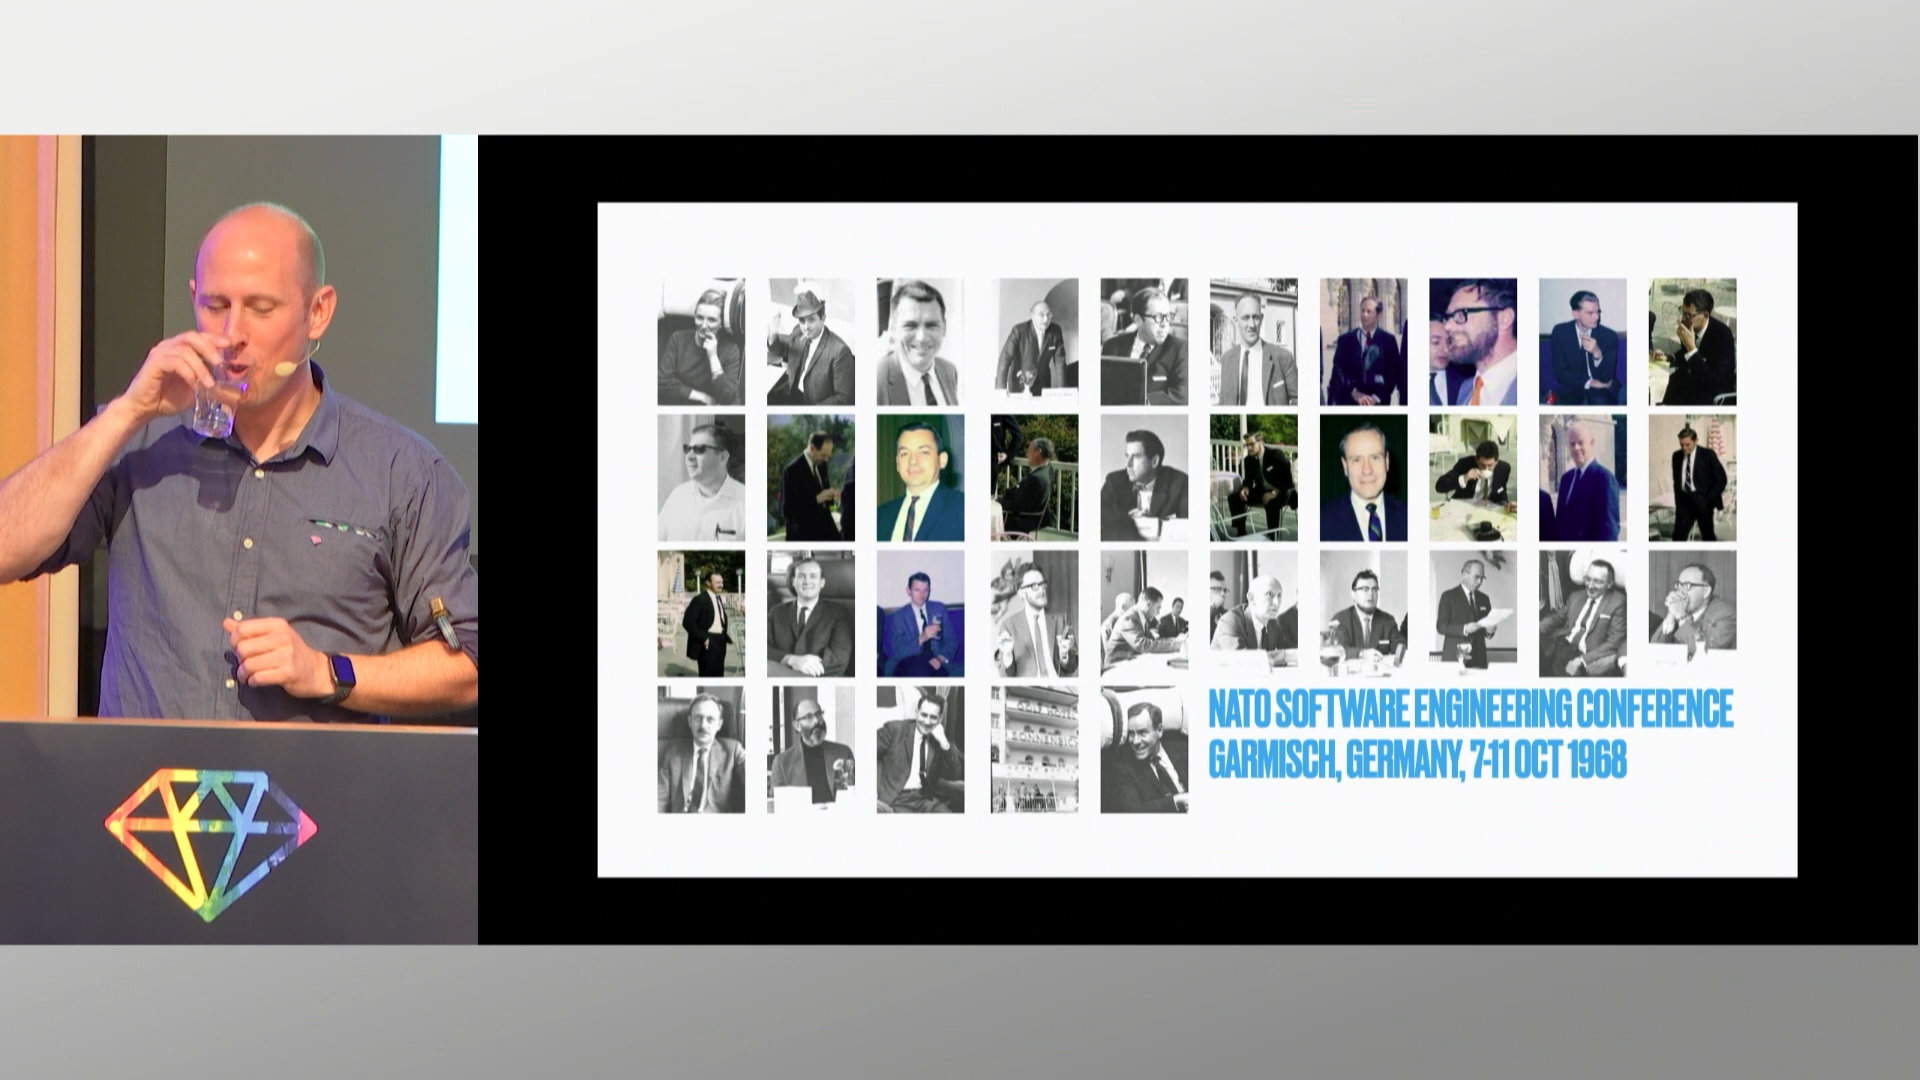 NATO SOFTWARE ENGINEERING CONFERENCE
GARMISCH, GERMANY, 7-11 OCT 1968